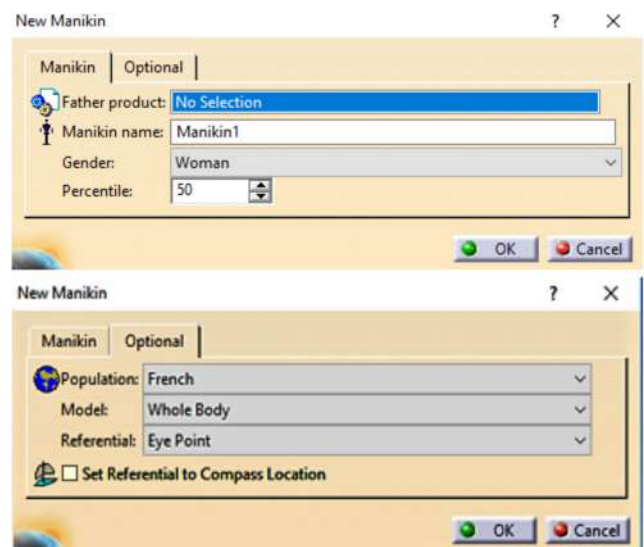 New Manikin ?
Manikin Optional
Father product: No Selection
Manikin name: Manikin1
Gender: Woman
Percentile: 50
OK Cancel
New Manikin ?
Manikin Optional
Population: French
Model: Whole Body
Referential: Eye Point
Set Referential to Compass Location
OK Cancel